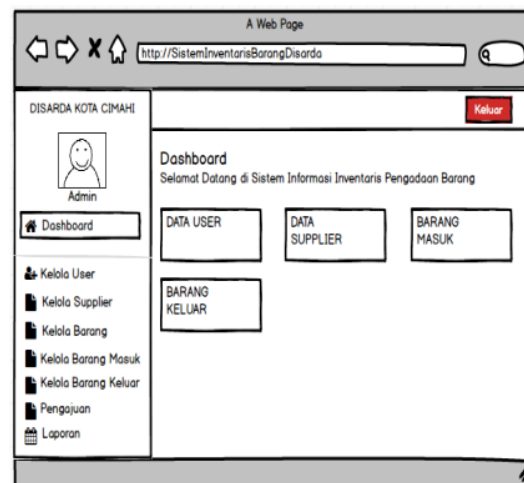 A Web Page
http://SistemInventarisBarangDisarda
DISARDA KOTA CIMAHI
Keluar
Admin
Dashboard
Kelola User
Kelola Supplier
Kelola Barang
Kelola Barang Masuk
Kelola Barang Keluar
Pengajuan
Laporan
Dashboard
Selamat Datang di Sistem Informasi Inventaris Pengadaan Barang
DATA USER
DATA
SUPPLIER
BARANG
MASUK
BARANG
KELUAR